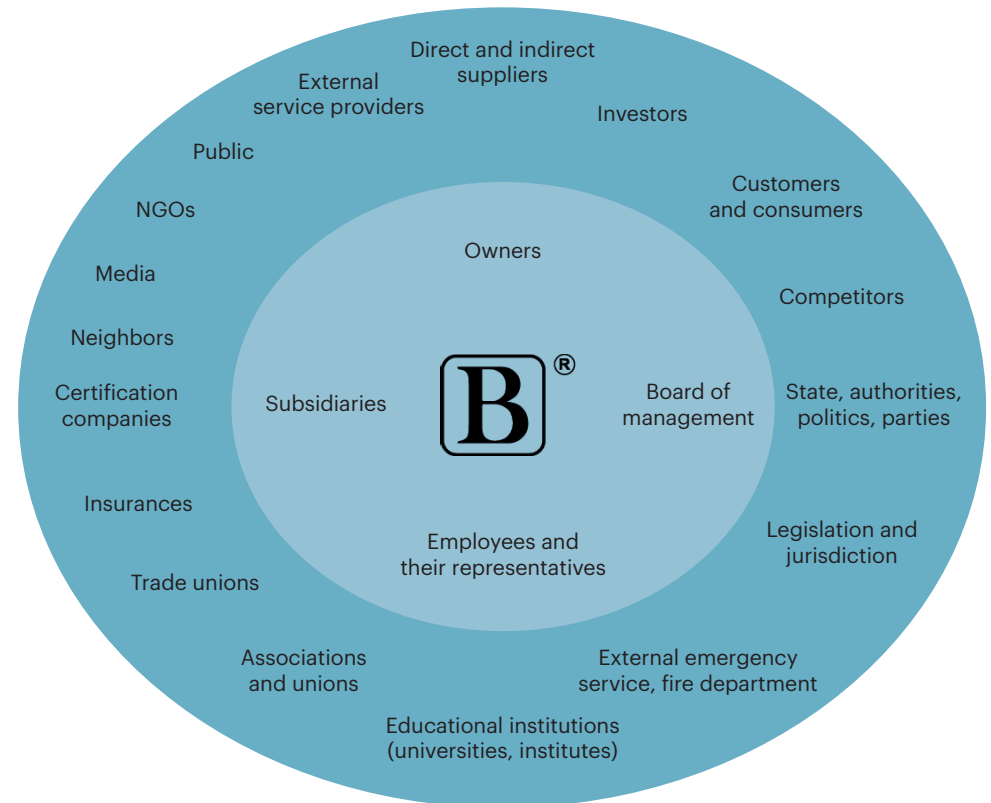 Direct and indirect
suppliers
External
service providers
Investors
Public
Customers
and consumers
NGOs
Owners
Media
Competitors
Neighbors
Certification
companies
Subsidiaries
B®
Board of
management
State, authorities,
politics, parties
Insurances
Legislation and
jurisdiction
Employees and
their representatives
Trade unions
Associations
and unions
External emergency
service, fire department
Educational institutions
(universities, institutes)